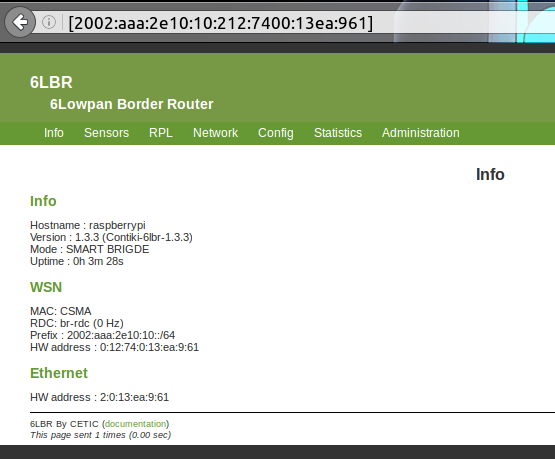 [2002:aaa:2e10:10:212:7400:13ea:961]
6LBR
6Lowpan Border Router
Info Sensors RPL Network Config Statistics Administration
Info
Info
Hostname : raspberrypi
Version : 1.3.3 (Contiki-6lbr-1.3.3)
Mode : SMART BRIGDE
Uptime : 0h 3m 28s
WSN
MAC: CSMA
RDC: br-rdc (0 Hz)
Prefix : 2002:aaa:2e10:10::/64
HW address : 0:12:74:0:13:ea:9:61
Ethernet
HW address : 2:0:13:ea:9:61
6LBR By CETIC (documentation)
This page sent 1 times (0.00 sec)